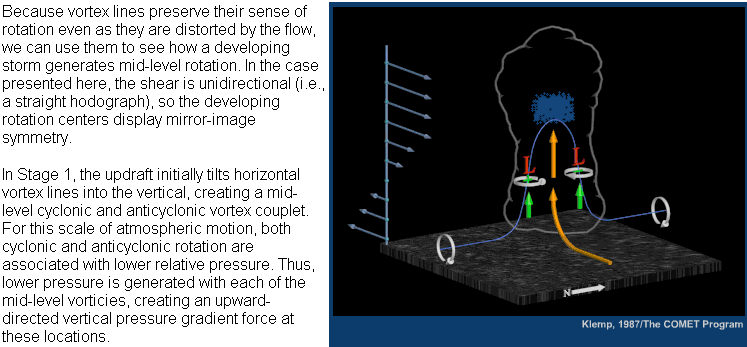 Because vortex lines preserve their sense of
rotation even as they are distorted by the flow,
we can use them to see how a developing
storm generates mid-level rotation. In the case
presented here, the shear is unidirectional (i.e.,
a straight hodograph), so the developing
rotation centers display mirror-image
symmetry.
In Stage 1, the updraft initially tilts horizontal
vortex lines into the vertical, creating a mid-
level cyclonic and anticyclonic vortex couplet.
For this scale of atmospheric motion, both
cyclonic and anticyclonic rotation are
associated with lower relative pressure. Thus,
lower pressure is generated with each of the
mid-level vorticies, creating an upward-
directed vertical pressure gradient force at
these locations.
L L
N
Klemp, 1987/The COMET Program